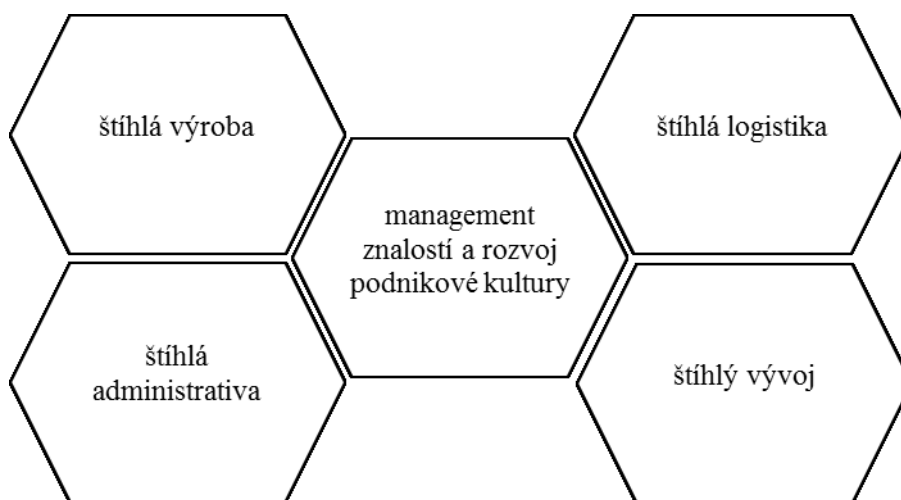 štíhlá výroba
štíhlá logistika
management
znalostí a rozvoj
podnikové kultury
štíhlá
administrativa
štíhlý vývoj